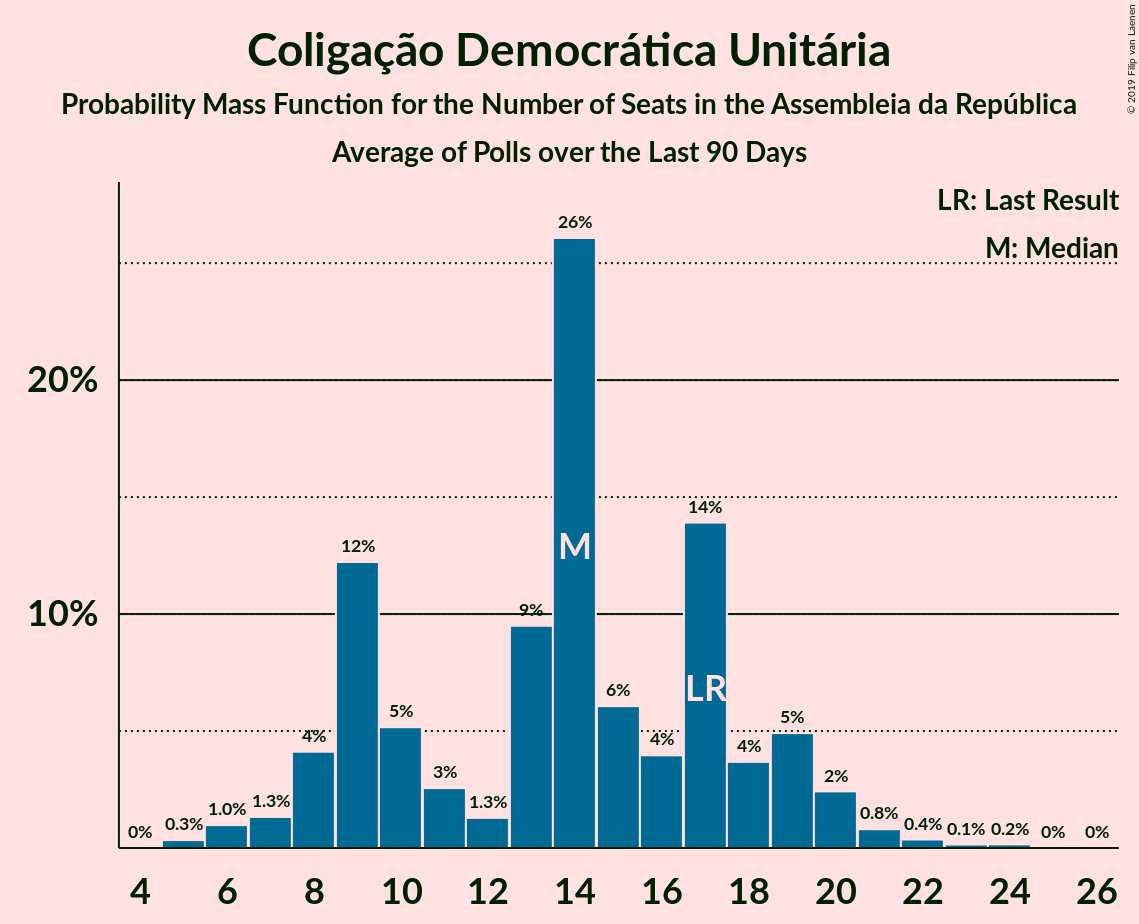 Coligação Democrática Unitária
Probability Mass Function for the Number of Seats in the Assembleia da República
Average of Polls over the Last 90 Days
© 2019 Filip van Laenen
LR: Last Result
M: Median
20%
10%
0%
0.3%
1.0%
1.3%
4%
12%
5%
3%
1.3%
9%
26%
6%
4%
14%
4%
5%
2%
0.8%
0.4%
0.1%
0.2%
0%
0%
M
LR
4 6 8 10 12 14 16 18 20 22 24 26